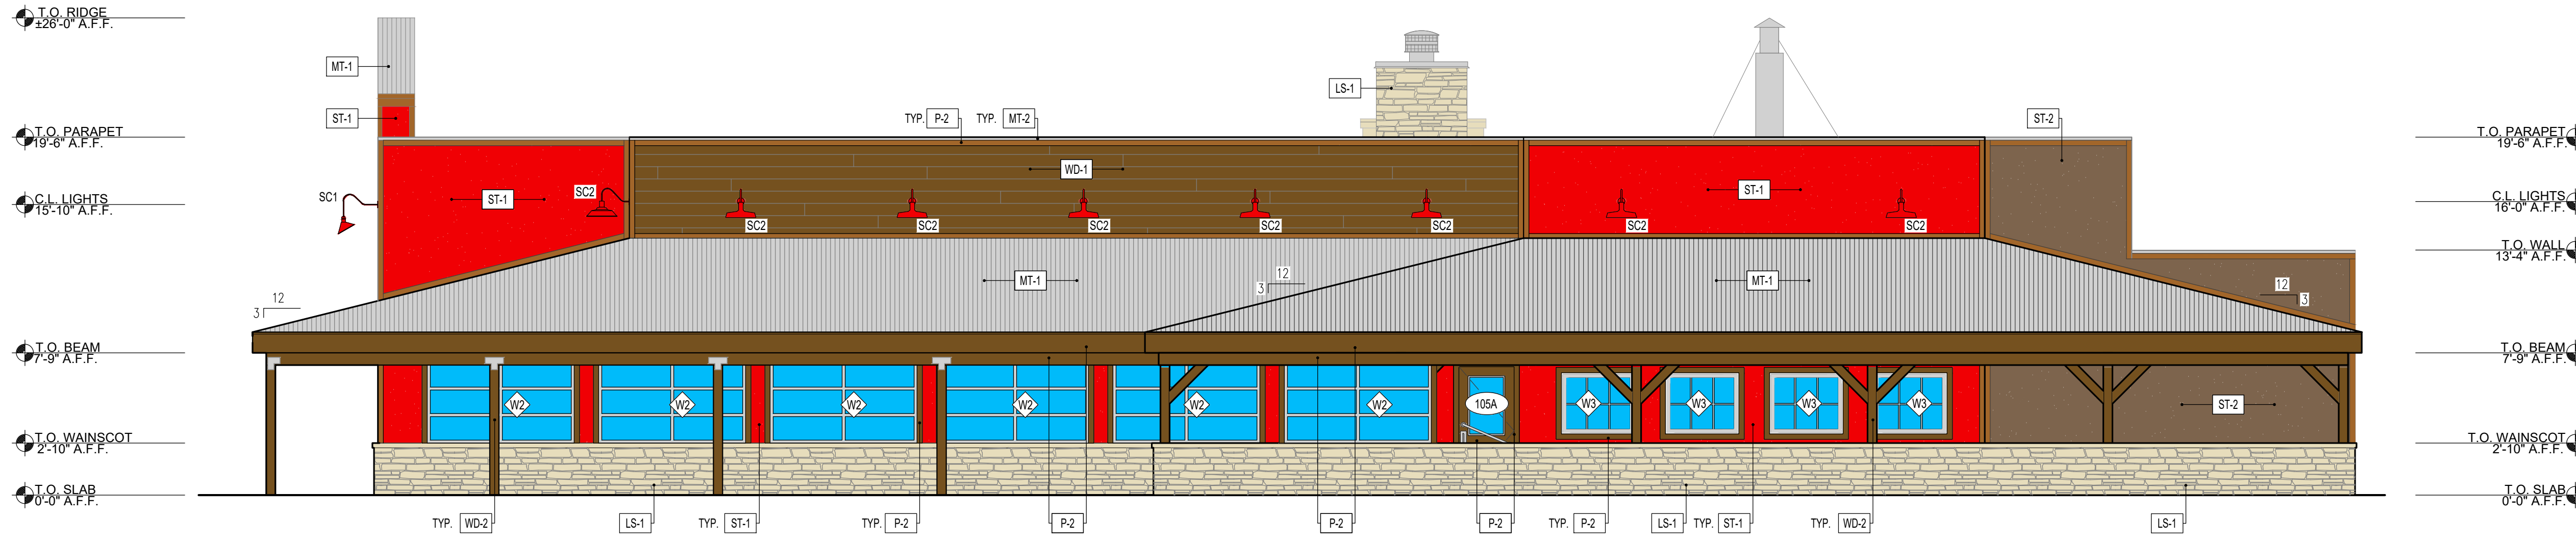 T.O. RIDGE
±26'-0" A.F.F.
MT-1
LS-1
ST-1
TYP. P-2
TYP. MT-2
ST-2
T.O. PARAPET
19'-6" A.F.F.
T.O. PARAPET
19'-6" A.F.F.
WD-1
SC1
ST-1
SC2
ST-1
C.L. LIGHTS
15'-10" A.F.F.
C.L. LIGHTS
16'-0" A.F.F.
SC2
SC2
SC2
SC2
SC2
SC2
SC2
T.O. WALL
13'-4" A.F.F.
12
3
MT-1
12
3
MT-1
12
3
T.O. BEAM
7'-9" A.F.F.
T.O. BEAM
7'-9" A.F.F.
W2
W2
W2
W2
W2
W2
105A
W3
W3
W3
W3
ST-2
T.O. WAINSCOT
2'-10" A.F.F.
T.O. WAINSCOT
2'-10" A.F.F.
T.O. SLAB
0'-0" A.F.F.
T.O. SLAB
0'-0" A.F.F.
TYP. WD-2
LS-1
TYP. ST-1
TYP. P-2
P-2
P-2
P-2
TYP. P-2
LS-1
TYP. ST-1
TYP. WD-2
LS-1